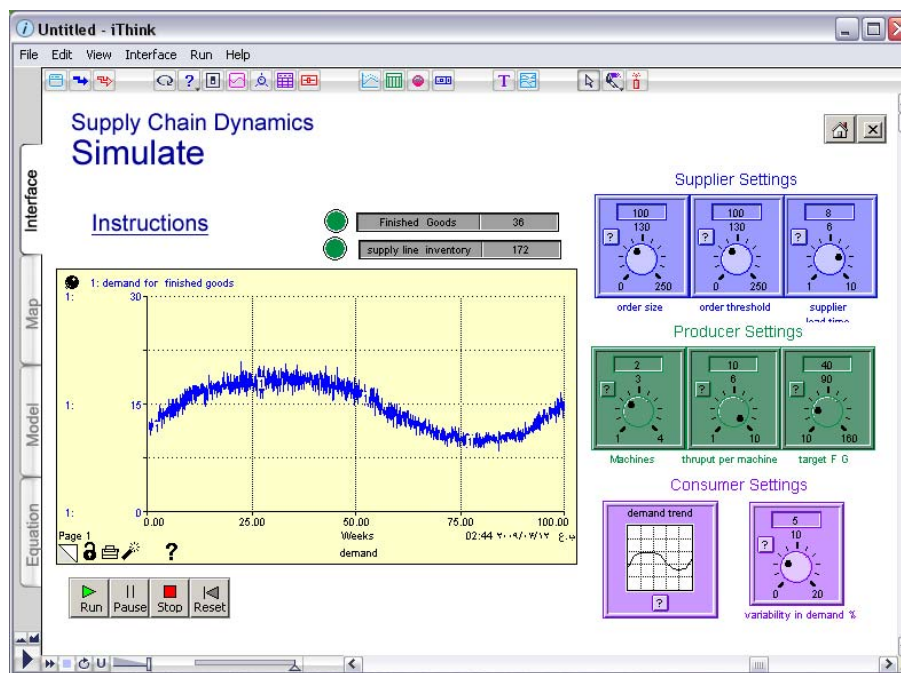 Untitled - iThink
File Edit View Interface Run Help
Supply Chain Dynamics
Simulate
Instructions
Finished Goods 36
supply line inventory 172
Interface
Map
Model
Equation
1: demand for finished goods
1: 30
1: 15
1: 0
0.00 25.00 50.00 75.00 100.00
Page 1 Weeks 02:44
demand
?
Run Pause Stop Reset
Supplier Settings
100 100 8
130 130 6
? ? ?
0 250 0 250 1 10
order size order threshold supplier
Producer Settings
2 10 40
3 6 90
? ? ?
1 4 1 10 10 160
Machines thruput per machine target F G
Consumer Settings
demand trend
?
5
10
?
0 20
variability in demand %
U